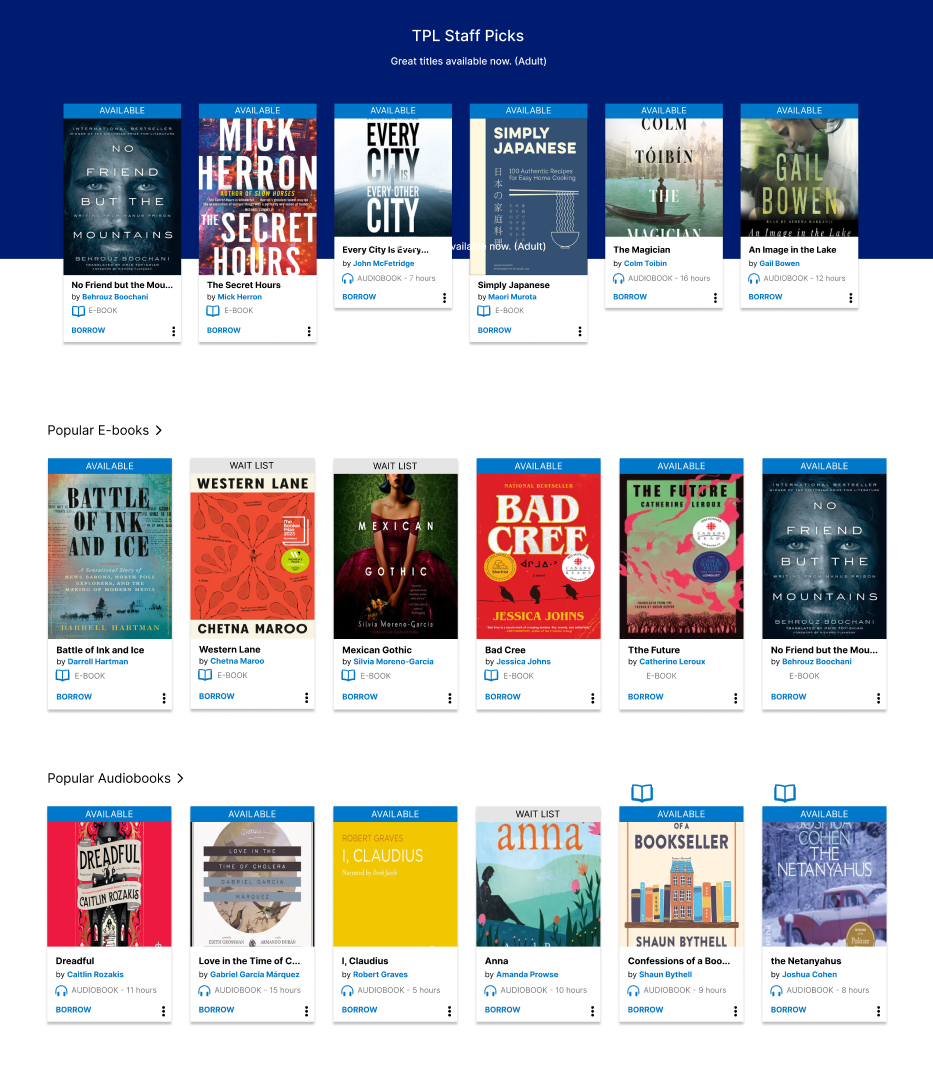 TPL Staff Picks
Great titles available now. (Adult)
AVAILABLE
INTERNATIONAL BESTSELLER
NO
FRIEND
BUT THE
WRITING FROM MANUS PRISON
MOUNTAINS
BEHROUZ BOOCHANI
No Friend but the Mou...
by Behrouz Boochani
E-BOOK
BORROW
AVAILABLE
MICK
HERRON
AUTHOR OF SLOW HORSES
THE SECRET
HOURS
The Secret Hours
by Mick Herron
E-BOOK
BORROW
AVAILABLE
EVERY
CITY IS
EVERY OTHER
CITY
Every City Is Every...
by John McFetridge
AUDIOBOOK - 7 hours
BORROW
now. (Adult)
AVAILABLE
SIMPLY
JAPANESE
100 Authentic Recipes
for Easy Home Cooking
日本の家庭料理
Simply Japanese
by Maori Murota
E-BOOK
BORROW
AVAILABLE
COLM
TÓIBÍN
THE
MAGICIAN
The Magician
by Colm Toibin
AUDIOBOOK - 16 hours
BORROW
AVAILABLE
GAIL
BOWEN
An Image in the Lake
An Image in the Lake
by Gail Bowen
AUDIOBOOK - 12 hours
BORROW
Popular E-books
AVAILABLE
BATTLE
OF INK
AND ICE
A Sensational Story of
NEWS BARONS, NORTH POLE
EXPLORERS, AND THE
MAKING OF MODERN MEDIA
DARRELL HARTMAN
Battle of Ink and Ice
by Darrell Hartman
E-BOOK
BORROW
WAIT LIST
WESTERN LANE
The
Booker
Prize
2023
CHETNA MAROO
Western Lane
by Chetna Maroo
E-BOOK
BORROW
WAIT LIST
MEXICAN
GOTHIC
Silvia Moreno-Garcia
Mexican Gothic
by Silvia Moreno-Garcia
E-BOOK
BORROW
AVAILABLE
NATIONAL BESTSELLER
BAD
CREE
JESSICA JOHNS
Bad Cree
by Jessica Johns
E-BOOK
BORROW
AVAILABLE
THE FUTURE
CATHERINE LEROUX
Tthe Future
by Catherine Leroux
E-BOOK
BORROW
AVAILABLE
INTERNATIONAL BESTSELLER
NO
FRIEND
BUT THE
WRITING FROM MANUS PRISON
MOUNTAINS
BEHROUZ BOOCHANI
No Friend but the Mou...
by Behrouz Boochani
E-BOOK
BORROW
Popular Audiobooks
AVAILABLE
DREADFUL
CAITLIN ROZAKIS
Dreadful
by Caitlin Rozakis
AUDIOBOOK - 11 hours
BORROW
AVAILABLE
LOVE IN THE
TIME OF CHOLERA
GABRIEL GARCÍA
MÁRQUEZ
EDITH GROSSMAN
ARMANDO DURÁN
Love in the Time of C...
by Gabriel García Márquez
AUDIOBOOK - 15 hours
BORROW
AVAILABLE
ROBERT GRAVES
I, CLAUDIUS
Narrated by Derek Jacobi
I, Claudius
by Robert Graves
AUDIOBOOK - 5 hours
BORROW
WAIT LIST
anna
Anna
by Amanda Prowse
AUDIOBOOK - 10 hours
BORROW
AVAILABLE
OF A
BOOKSELLER
SHAUN BYTHELL
Confessions of a Boo...
by Shaun Bythell
AUDIOBOOK - 9 hours
BORROW
AVAILABLE
COHEN
THE
NETANYAHUS
the Netanyahus
by Joshua Cohen
AUDIOBOOK - 8 hours
BORROW